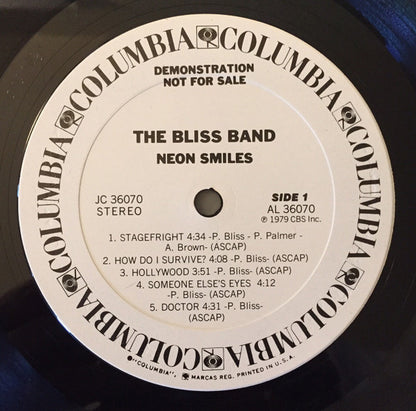 COLUMBIA COLUMBIA COLUMBIA COLUMBIA COLUMBIA COLUMBIA
DEMONSTRATION
NOT FOR SALE
THE BLISS BAND
NEON SMILES
JC 36070 SIDE 1
STEREO AL 36070
℗ 1979 CBS Inc.
1. STAGEFRIGHT 4:34 -P. Bliss - P. Palmer -
A. Brown- (ASCAP)
2. HOW DO I SURVIVE? 4:08 -P. Bliss- (ASCAP)
3. HOLLYWOOD 3:51 -P. Bliss- (ASCAP)
4. SOMEONE ELSE'S EYES 4:12
-P. Bliss- (ASCAP)
5. DOCTOR 4:31 -P. Bliss-
(ASCAP)
●"COLUMBIA", MARCAS REG. PRINTED IN U.S.A.